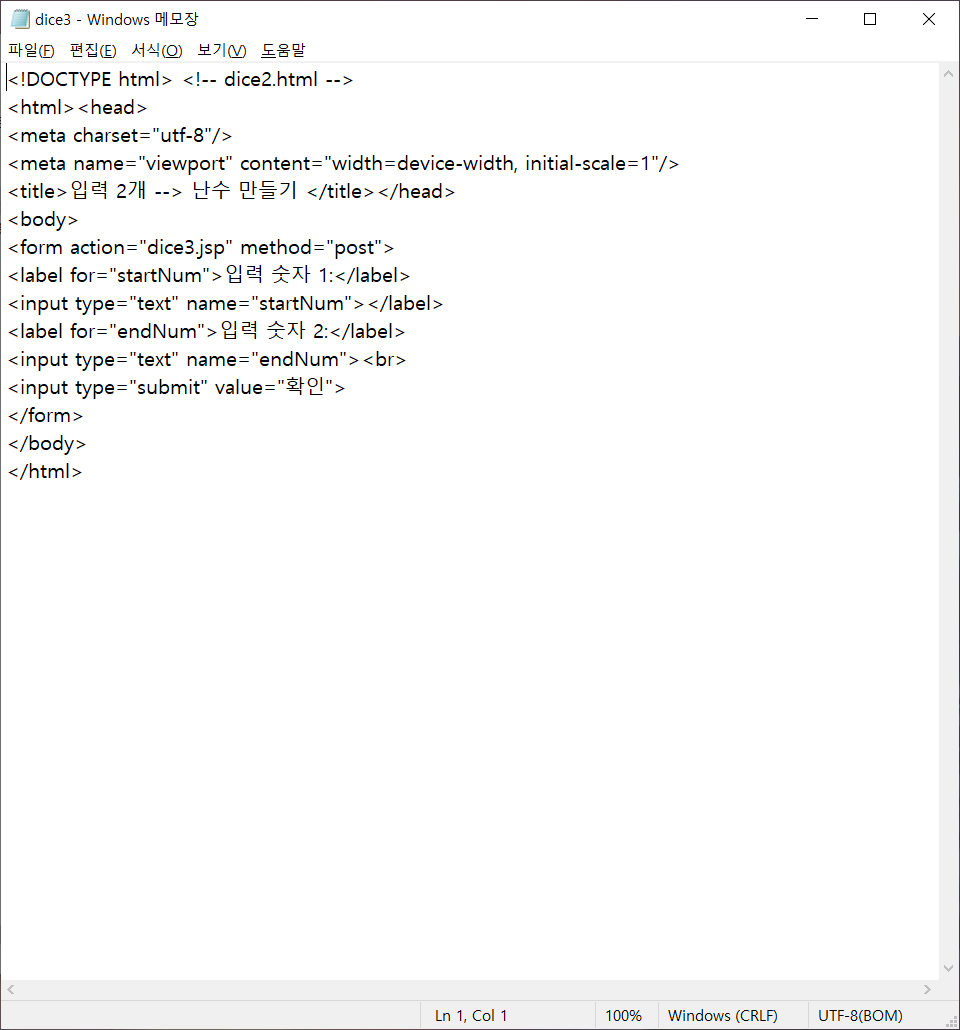 dice3 - Windows 메모장
파일(F) 편집(E) 서식(O) 보기(V) 도움말
<!DOCTYPE html> <!-- dice2.html -->
<html><head>
<meta charset="utf-8"/>
<meta name="viewport" content="width=device-width, initial-scale=1"/>
<title>입력 2개 --> 난수 만들기 </title></head>
<body>
<form action="dice3.jsp" method="post">
<label for="startNum">입력 숫자 1:</label>
<input type="text" name="startNum"></label>
<label for="endNum">입력 숫자 2:</label>
<input type="text" name="endNum"><br>
<input type="submit" value="확인">
</form>
</body>
</html>
Ln 1, Col 1 100% Windows (CRLF) UTF-8(BOM)